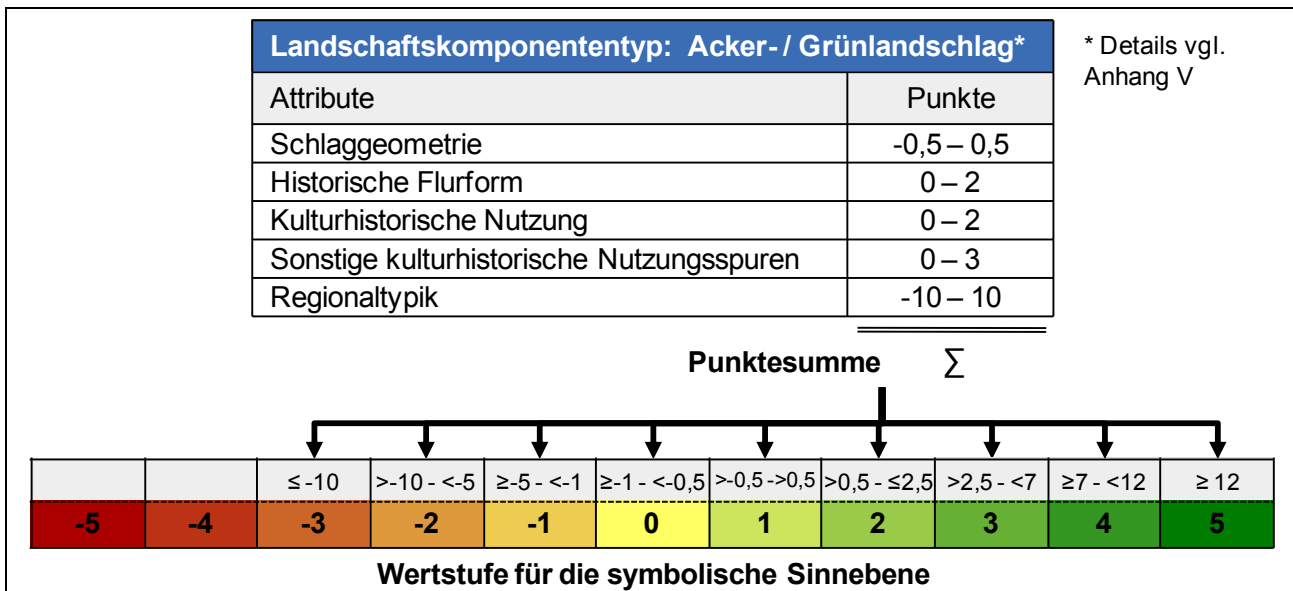 Landschaftskomponententyp: Acker- / Grünlandschlag*
* Details vgl.
Anhang V
Attribute Punkte
Schlaggeometrie -0,5 – 0,5
Historische Flurform 0 – 2
Kulturhistorische Nutzung 0 – 2
Sonstige kulturhistorische Nutzungsspuren 0 – 3
Regionaltypik -10 – 10
Punktesumme ∑
≤ -10 >-10 - <-5 ≥-5 - <-1 ≥-1 - <-0,5 >-0,5 ->0,5 >0,5 - ≤2,5 >2,5 - <7 ≥7 - <12 ≥ 12
-5 -4 -3 -2 -1 0 1 2 3 4 5
Wertstufe für die symbolische Sinnebene